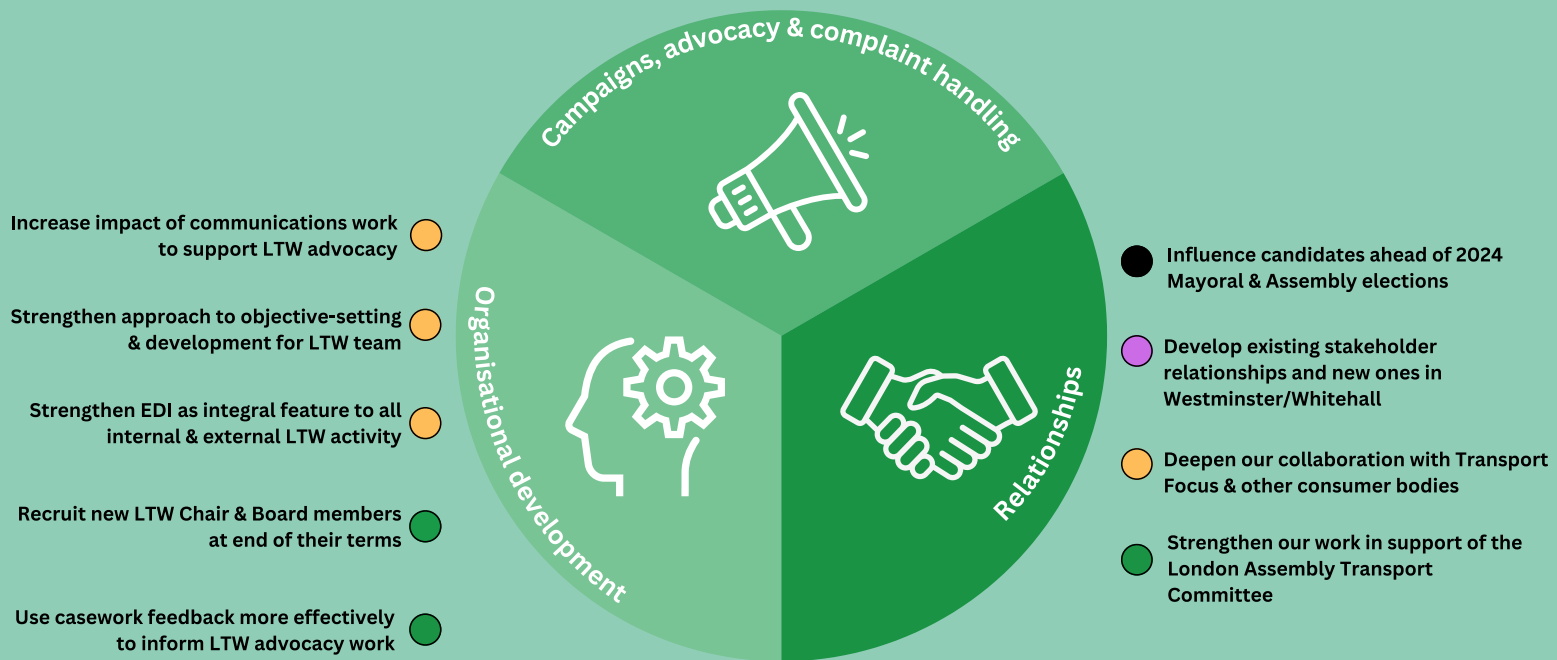 Campaigns, advocacy & complaint handling
Increase impact of communications work
to support LTW advocacy
Strengthen approach to objective-setting
& development for LTW team
Strengthen EDI as integral feature to all
internal & external LTW activity
Recruit new LTW Chair & Board members
at end of their terms
Use casework feedback more effectively
to inform LTW advocacy work
Organisational development
Relationships
Influence candidates ahead of 2024
Mayoral & Assembly elections
Develop existing stakeholder
relationships and new ones in
Westminster/Whitehall
Deepen our collaboration with Transport
Focus & other consumer bodies
Strengthen our work in support of the
London Assembly Transport
Committee